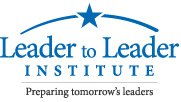 Leader to Leader
INSTITUTE
Preparing tomorrow's leaders